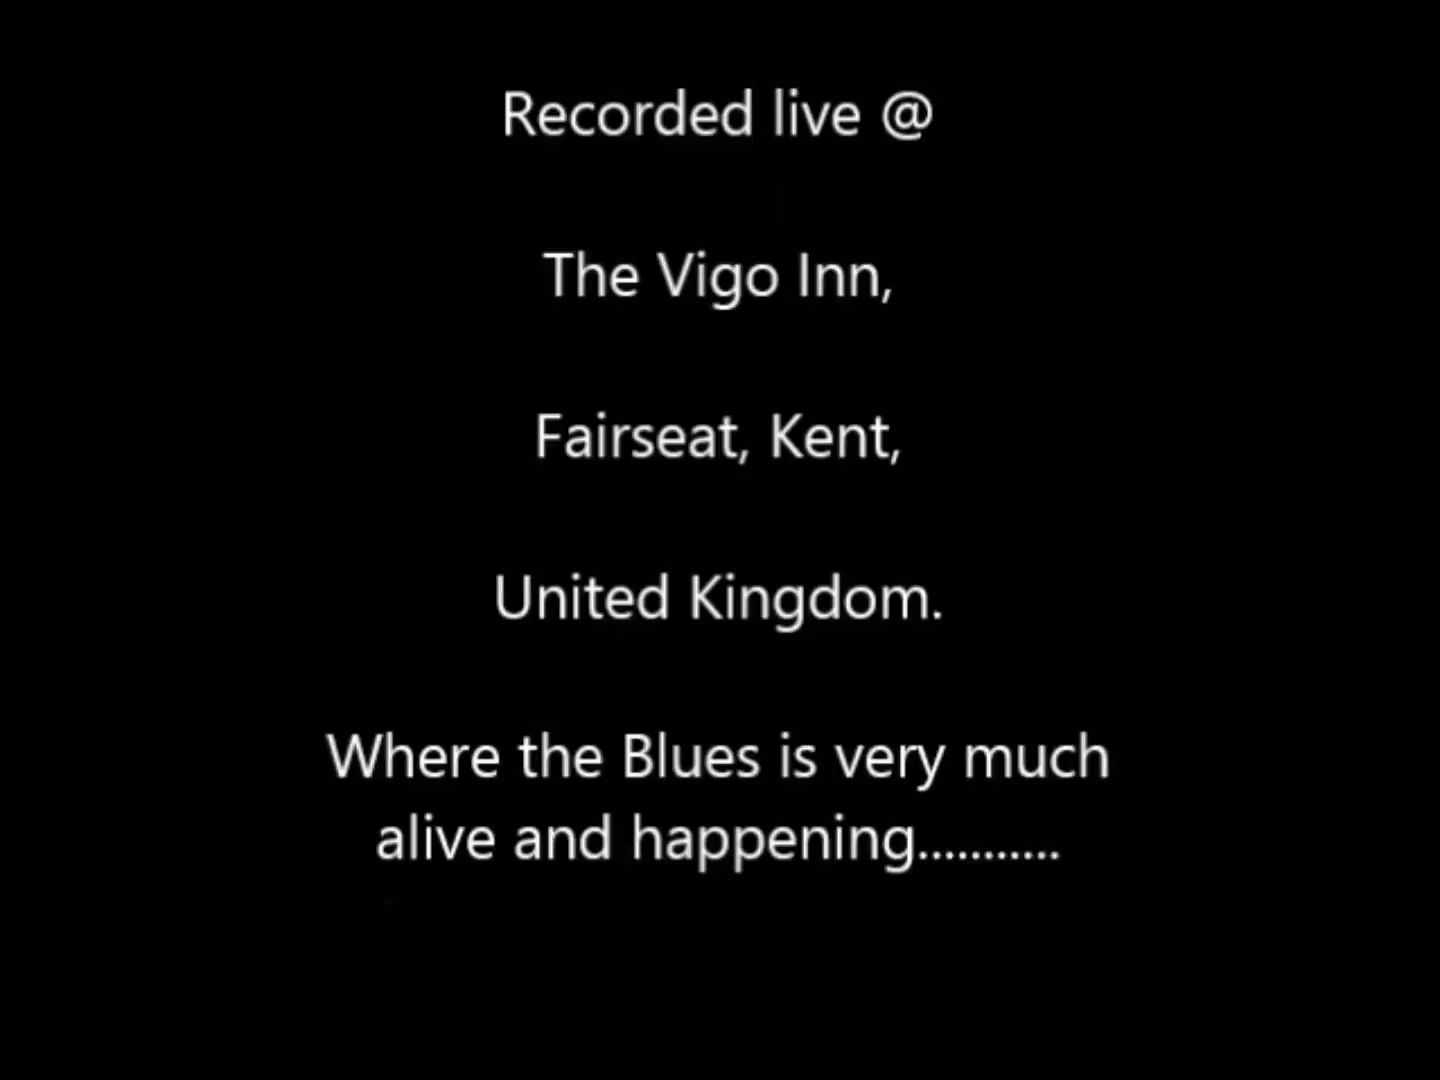 Recorded live @
The Vigo Inn,
Fairseat, Kent,
United Kingdom.
Where the Blues is very much
alive and happening...........